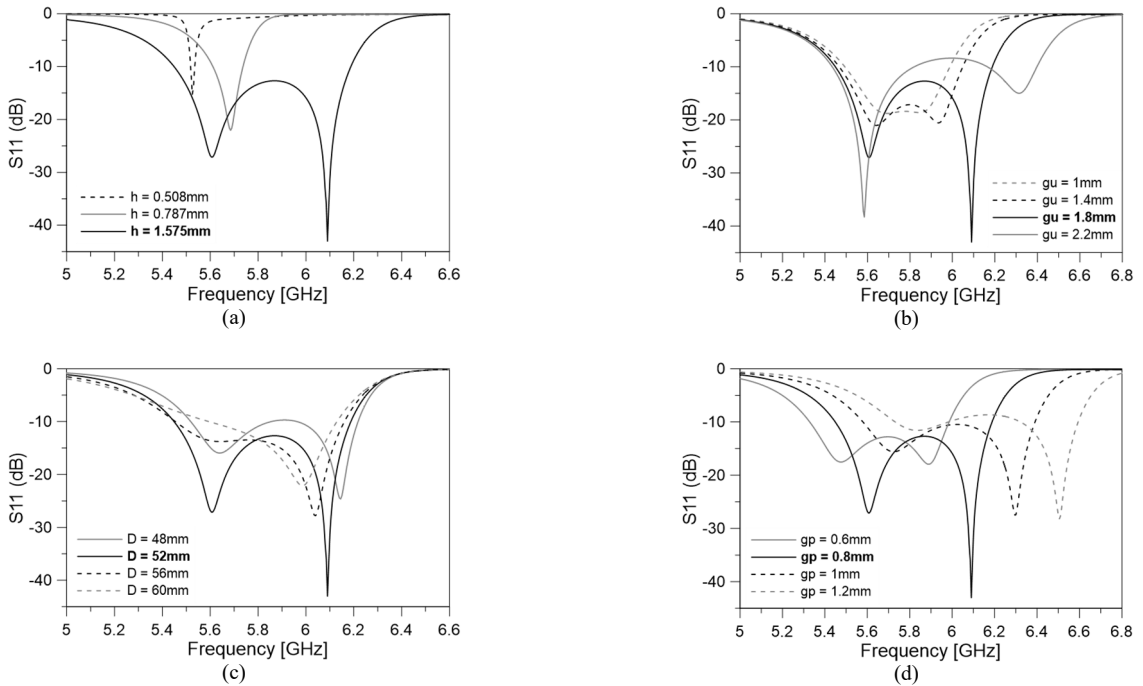 0
-10
-20
-30
-40
S11 (dB)
h = 0.508mm
h = 0.787mm
h = 1.575mm
5 5.2 5.4 5.6 5.8 6 6.2 6.4 6.6
Frequency [GHz]
(a)
0
-10
-20
-30
-40
S11 (dB)
gu = 1mm
gu = 1.4mm
gu = 1.8mm
gu = 2.2mm
5 5.2 5.4 5.6 5.8 6 6.2 6.4 6.6 6.8
Frequency [GHz]
(b)
0
-10
-20
-30
-40
S11 (dB)
D = 48mm
D = 52mm
D = 56mm
D = 60mm
5 5.2 5.4 5.6 5.8 6 6.2 6.4 6.6
Frequency [GHz]
(c)
0
-10
-20
-30
-40
S11 (dB)
gp = 0.6mm
gp = 0.8mm
gp = 1mm
gp = 1.2mm
5 5.2 5.4 5.6 5.8 6 6.2 6.4 6.6 6.8
Frequency [GHz]
(d)